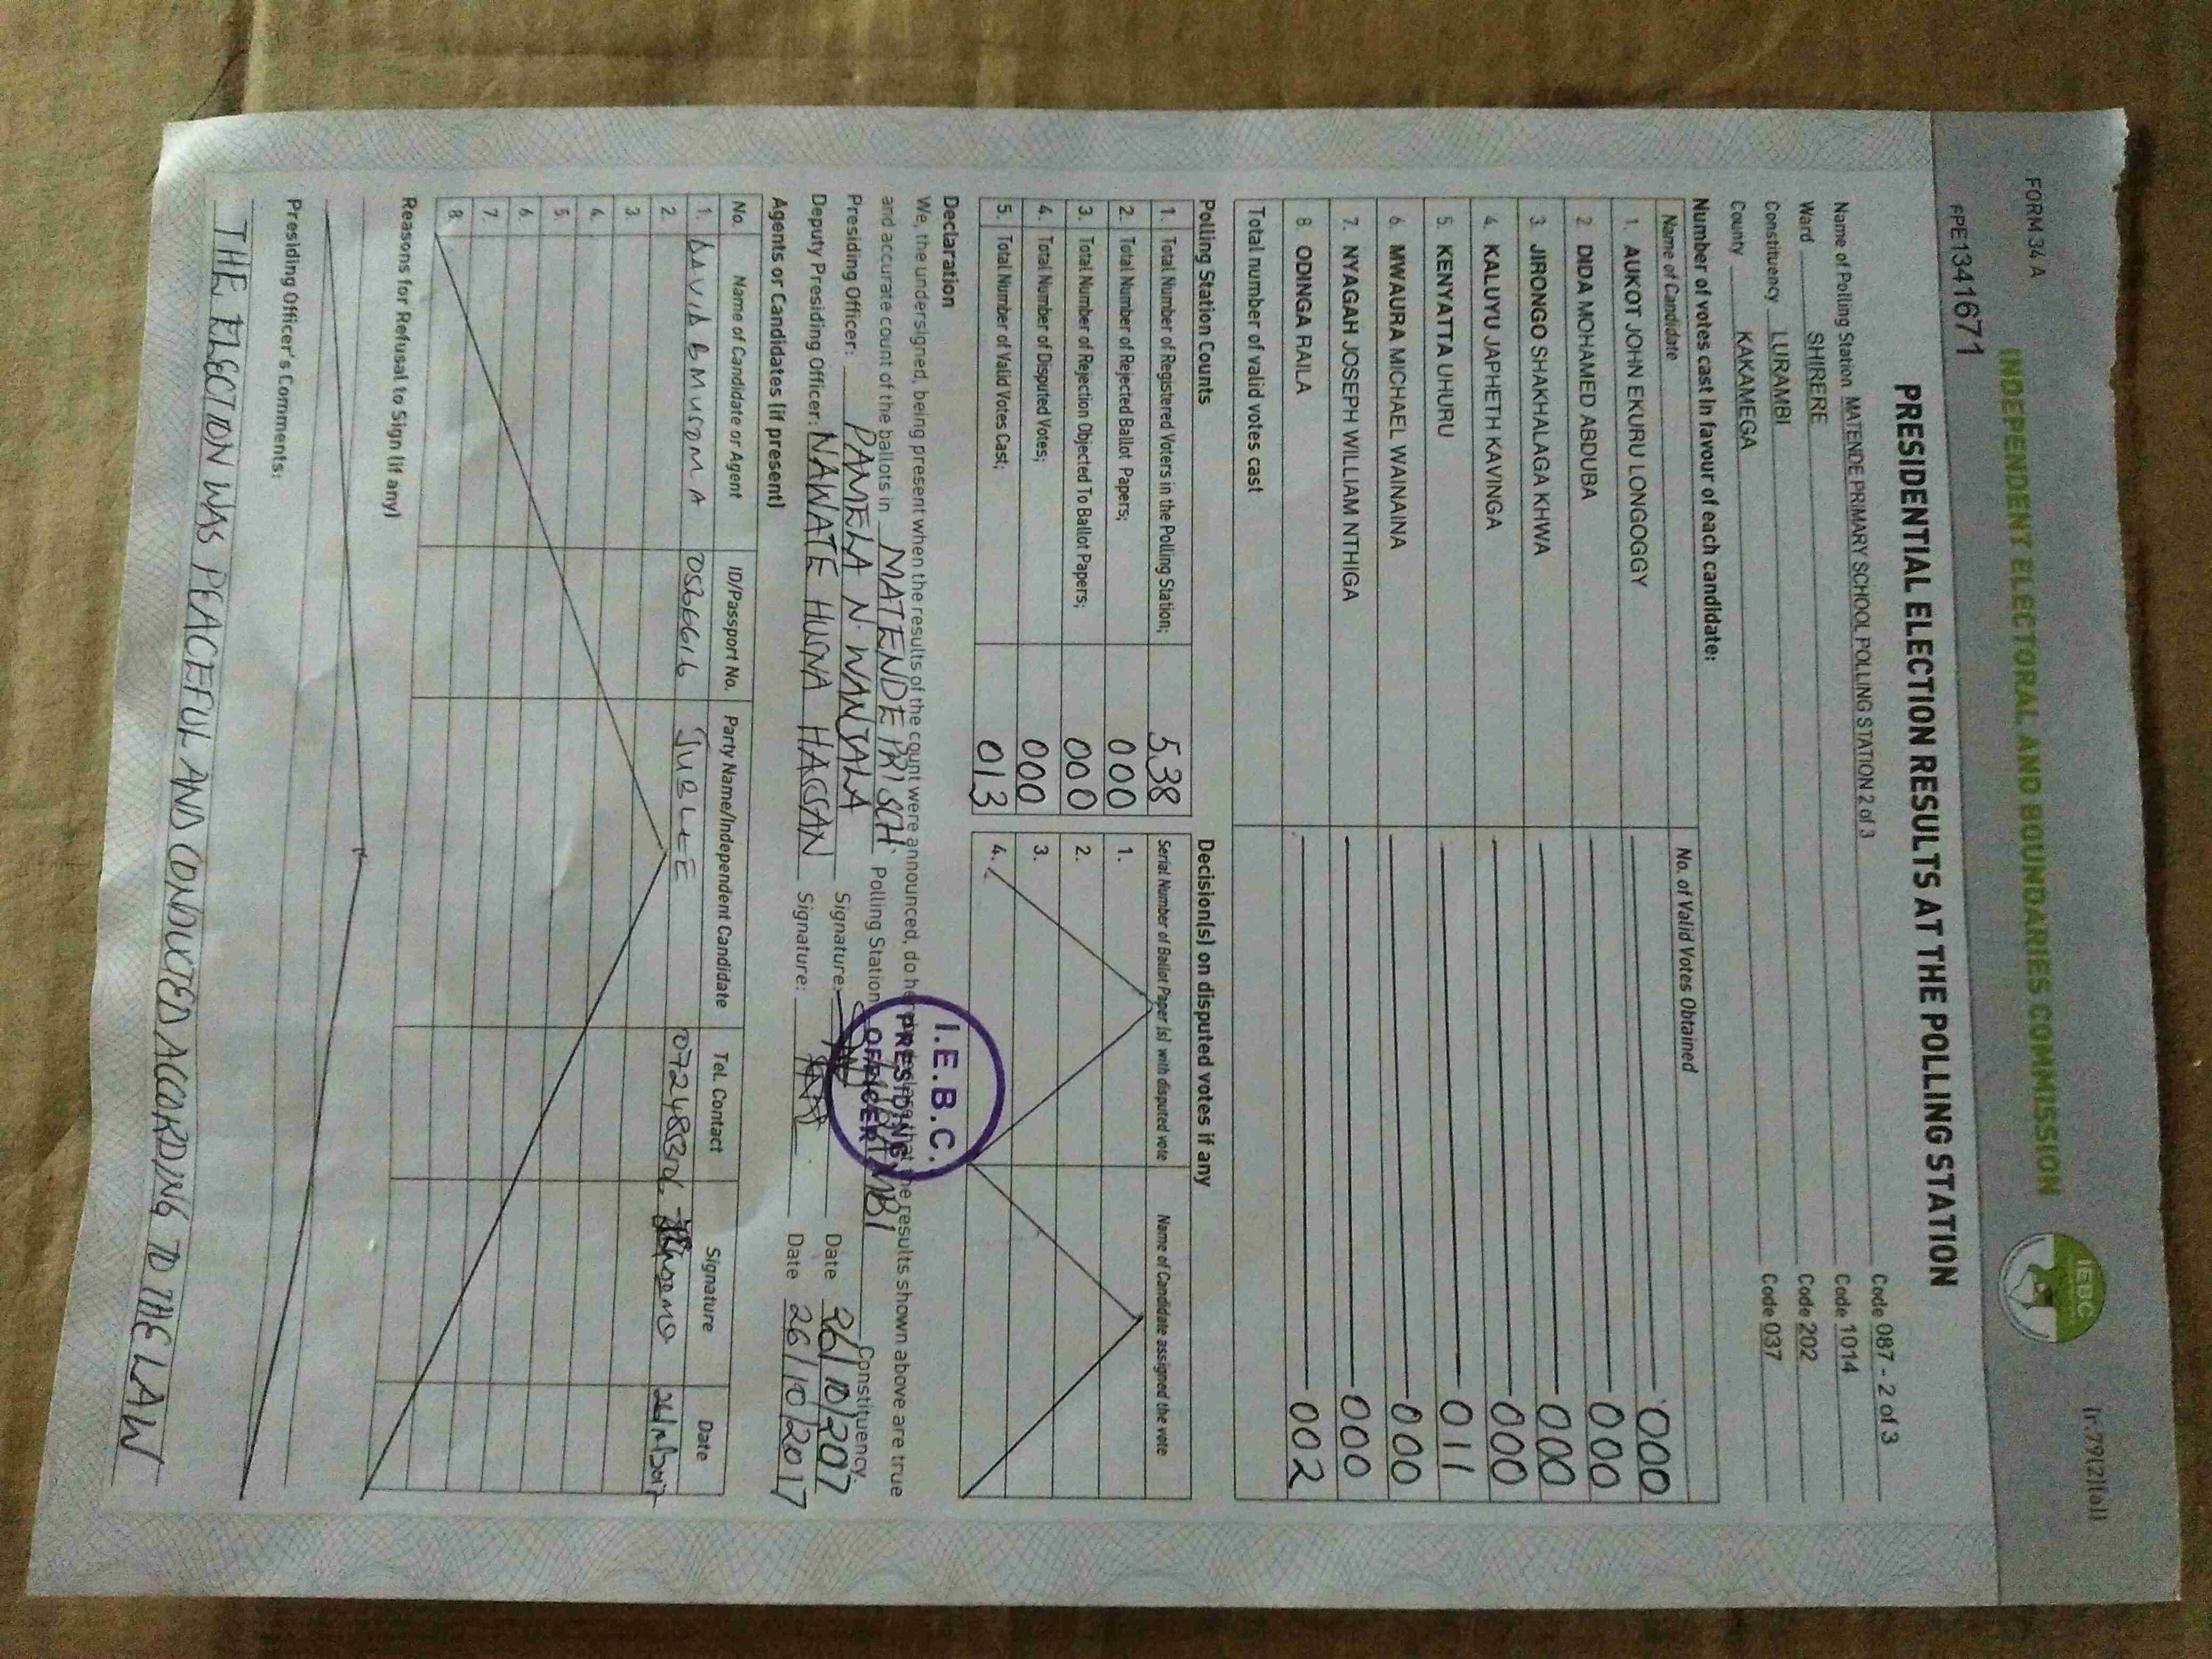 FORM 34 A
(r.79(2)(a))
INDEPENDENT ELECTORAL AND BOUNDARIES COMMISSION
IEBC
FPE1341671
PRESIDENTIAL ELECTION RESULTS AT THE POLLING STATION
Name of Polling Station MATENDE PRIMARY SCHOOL POLLING STATION 2 of 3 Code 087 - 2 of 3
Ward SHIRERE Code 1014
Constituency LURAMBI Code 202
County KAKAMEGA Code 037
Number of votes cast in favour of each candidate:
Name of Candidate No. of Valid Votes Obtained
1. AUKOT JOHN EKURU LONGOGGY 000
2 DIDA MOHAMED ABDUBA 000
3. JIRONGO SHAKHALAGA KHWA 000
4. KALUYU JAPHETH KAVINGA 000
5. KENYATTA UHURU 011
6. MWAURA MICHAEL WAINAINA 000
7. NYAGAH JOSEPH WILLIAM NTHIGA 000
8. ODINGA RAILA 002
Total number of valid votes cast
Polling Station Counts
1. Total Number of Registered Voters in the Polling Station; 538
2. Total Number of Rejected Ballot Papers; 000
3. Total Number of Rejection Objected To Ballot Papers; 000
4. Total Number of Disputed Votes; 000
5. Total Number of Valid Votes Cast; 013
Decision(s) on disputed votes if any
Serial Number of Ballot Paper (s) with disputed vote Name of Candidate assigned the vote
1.
2.
3.
4.
Declaration
We, the undersigned, being present when the results of the count were announced, do hereby declare that the results shown above are true
and accurate count of the ballots in MATENDE PRI SCH. Polling Station LURAMBI Constituency.
Presiding Officer: PAMELA N. WANJALA Signature: Date 26/10/2017
Deputy Presiding Officer: NAWATE HUSNA HASSAN Signature: Date 26/10/2017
I.E.B.C.
PRESIDING
OFFICER
Agents or Candidates (if present)
No. Name of Candidate or Agent ID/Passport No. Party Name/Independent Candidate Tel. Contact Signature Date
1. DAVID B MUSOMA JUBLEE
2.
3.
4.
5.
6.
7.
8.
Reasons for Refusal to Sign (if any)
Presiding Officer's Comments:
THE ELECTION WAS PEACEFUL AND CONDUCTED ACCORDING TO THE LAW